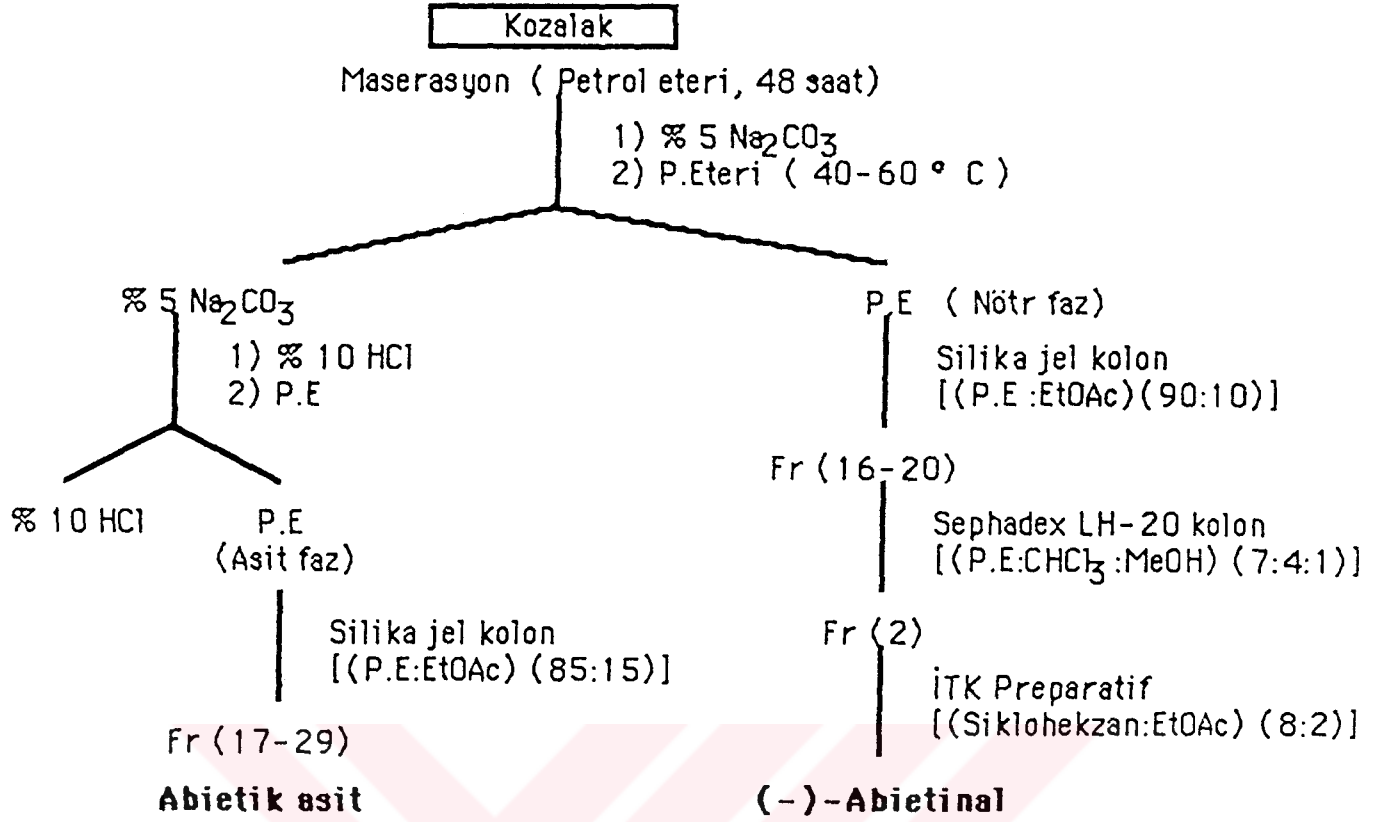 Kozalak
Maserasyon ( Petrol eteri, 48 saat)
1) % 5 Na2CO3
2) P.Eteri ( 40-60 ° C )
% 5 Na2CO3
1) % 10 HCl
2) P.E
% 10 HCl
P.E
(Asit faz)
Silika jel kolon
[(P.E:EtOAc) (85:15)]
Fr (17-29)
Abietik asit
P.E ( Nötr faz)
Silika jel kolon
[(P.E :EtOAc)(90:10)]
Fr (16-20)
Sephadex LH-20 kolon
[(P.E:CHCl3 :MeOH) (7:4:1)]
Fr (2)
İTK Preparatif
[(Siklohekzan:EtOAc) (8:2)]
(-)-Abietinal